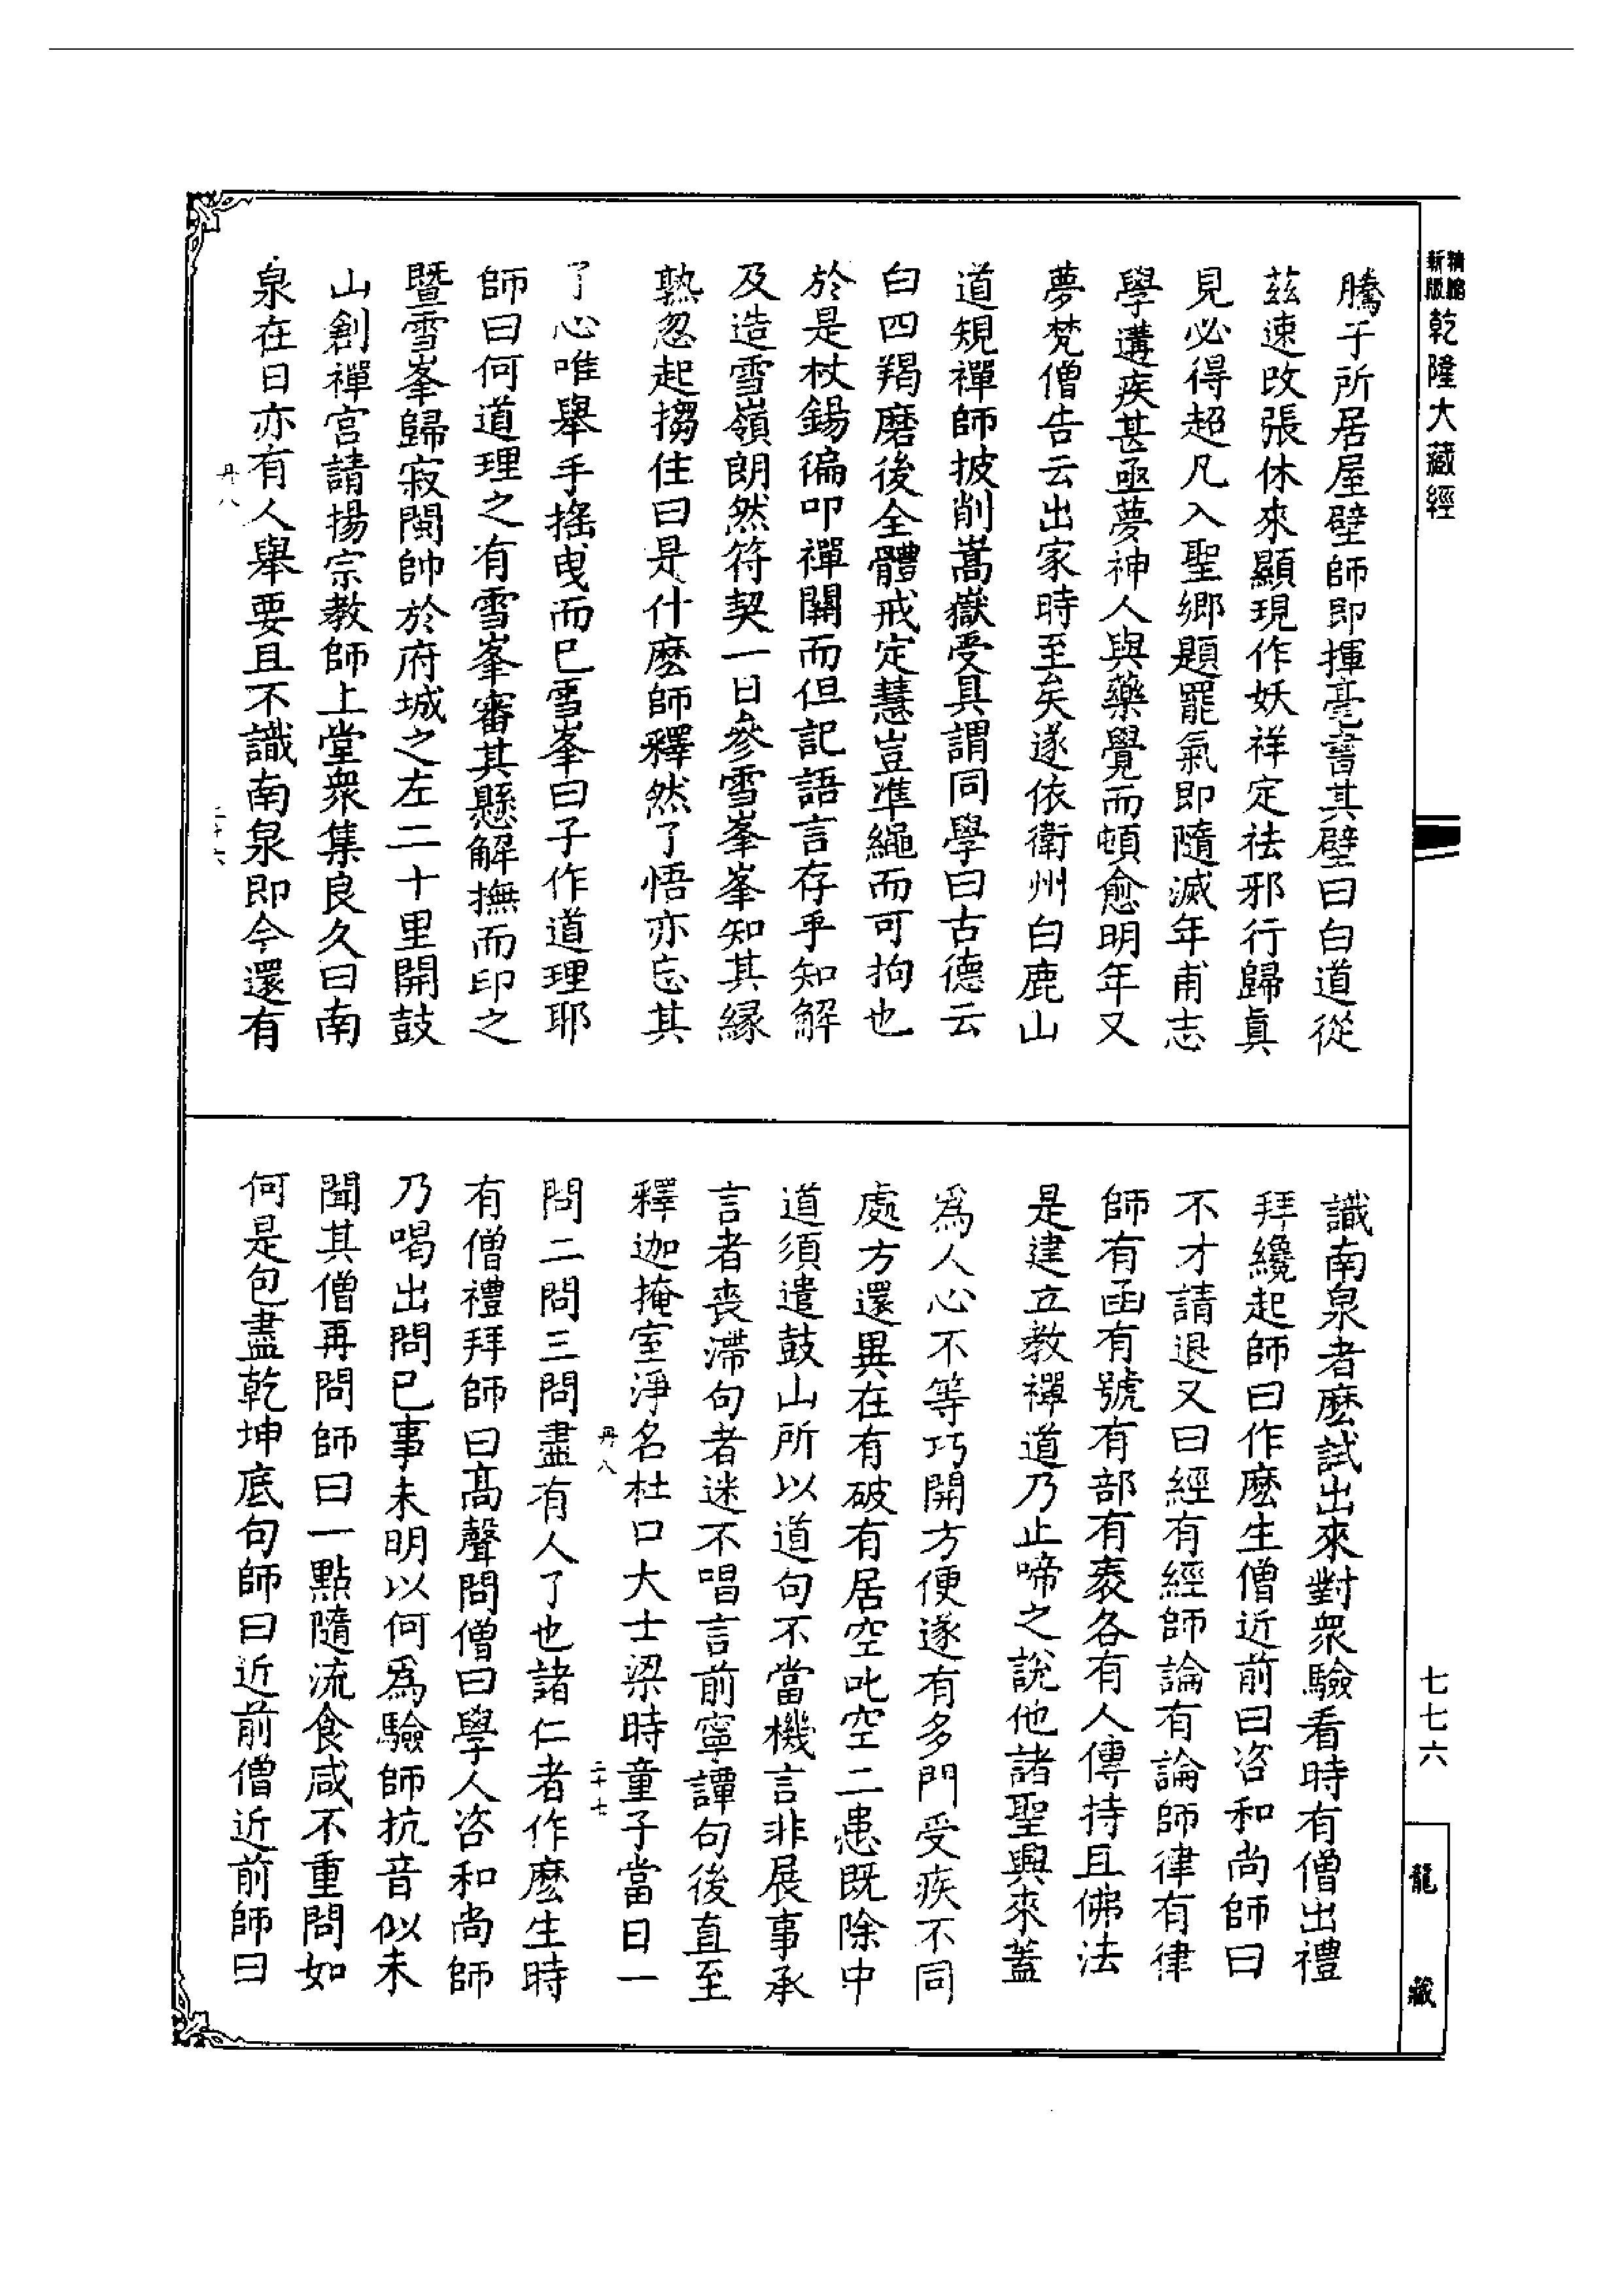 新版精縮乾隆大藏經
騰于所居屋壁師即揮毫書其壁曰白道從
茲速改張休來顯現作妖祥定祛邪行歸真
見必得超凡入聖鄉題罷氣即隨滅年甫志
學遘疾甚亟夢神人與藥覺而頓愈明年又
夢梵僧告云出家時至矣遂依衛州白鹿山
道規禪師披削嵩嶽受具謂同學曰古德云
白四羯磨後全體戒定慧豈準繩而可拘也
於是杖錫徧叩禪關而但記語言存乎知解
及造雪嶺朗然符契一日參雪峯峯知其緣
熟忽起搊住曰是什麼師釋然了悟亦忘其
了心唯舉手搖曳而已雪峯曰子作道理耶
師曰何道理之有雪峯審其懸解撫而印之
暨雪峯歸寂閩帥於府城之左二十里開鼓
山創禪宮請揚宗教師上堂衆集良久曰南
泉在日亦有人舉要且不識南泉即今還有
丹八
二十六
識南泉者麼試出來對衆驗看時有僧出禮
拜纔起師曰作麼生僧近前曰咨和尚師曰
不才請退又曰經有經師論有論師律有律
師有函有號有部有袠各有人傳持且佛法
是建立教禪道乃止啼之說他諸聖興來蓋
爲人心不等巧開方便遂有多門受疾不同
處方還異在有破有居空叱空二患既除中
道須遣鼓山所以道句不當機言非展事承
言者喪滯句者迷不唱言前寧譚句後直至
釋迦掩室淨名杜口大士梁時童子當日一
丹八
二十七
問二問三問盡有人了也諸仁者作麼生時
有僧禮拜師曰高聲問僧曰學人咨和尚師
乃喝出問已事未明以何爲驗師抗音似未
聞其僧再問師曰一點隨流食咸不重問如
何是包盡乾坤底句師曰近前僧近前師曰
七七六
龍藏